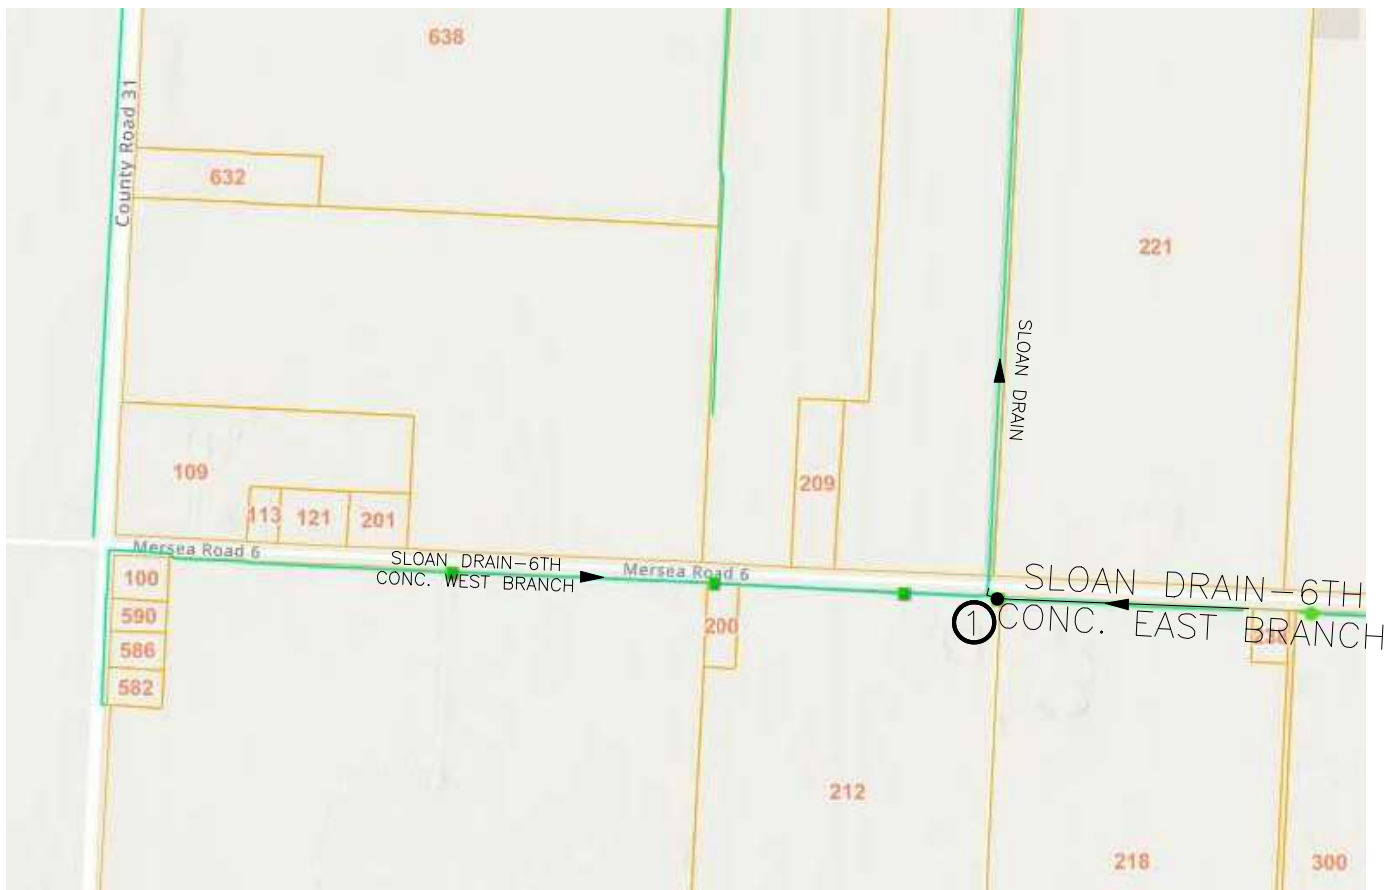 638
County Road 31
632
221
SLOAN DRAIN
109
209
113
121
201
Mersea Road 6
SLOAN DRAIN-6TH
CONC. WEST BRANCH
Mersea Road 6
100
590
586
582
200
SLOAN DRAIN-6TH
1
CONC. EAST BRANCH
212
218
300